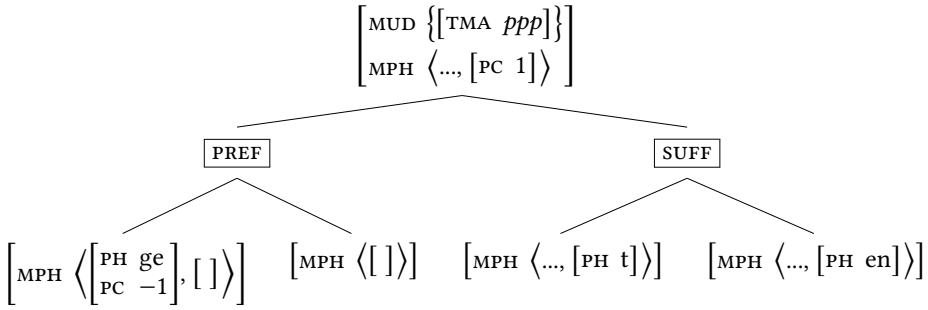 MUD {[TMA ppp]}
MPH ⟨..., [PC 1]⟩
PREF SUFF
[MPH ⟨[PH ge PC −1], [ ]⟩] [MPH ⟨[ ]⟩] [MPH ⟨..., [PH t]⟩] [MPH ⟨..., [PH en]⟩]